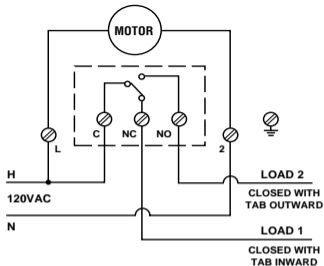 MOTOR
C NC NO
L 2
H LOAD 2
120VAC CLOSED WITH
TAB OUTWARD
N LOAD 1
CLOSED WITH
TAB INWARD